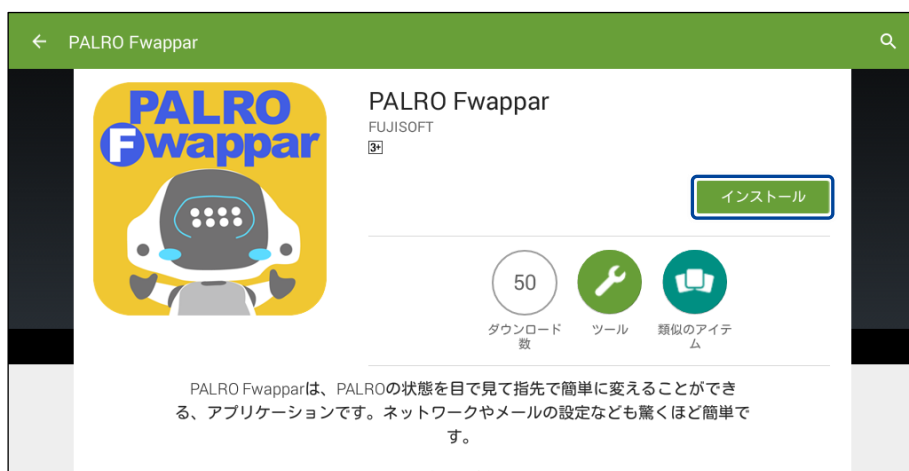 PALRO Fwappar
PALRO
Fwappar
PALRO Fwappar
FUJISOFT
3+
インストール
50
ダウンロード
数
ツール
類似のアイテ
ム
PALRO Fwapparは、PALROの状態を目で見て指先で簡単に変えることができ
る、アプリケーションです。ネットワークやメールの設定なども驚くほど簡単で
す。